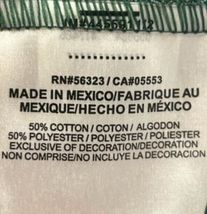 RN#56323 / CA#05553
MADE IN MEXICO/FABRIQUE AU
MEXIQUE/HECHO EN MÉXICO
50% COTTON / COTON / ALGODON
50% POLYESTER / POLYESTER / POLIESTER
EXCLUSIVE OF DECORATION/DECORATION
NON COMPRISE/NO INCLUYE LA DECORACION